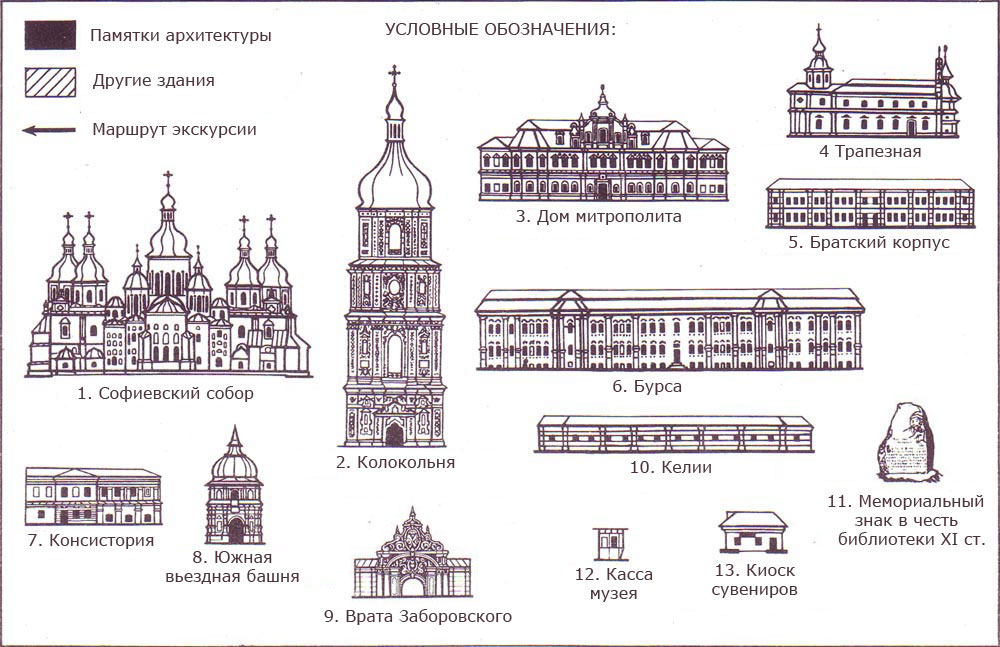 УСЛОВНЫЕ ОБОЗНАЧЕНИЯ:
Памятки архитектуры
Другие здания
Маршрут экскурсии
1. Софиевский собор
2. Колокольня
3. Дом митрополита
4 Трапезная
5. Братский корпус
6. Бурса
7. Консистория
8. Южная
вьездная башня
9. Врата Заборовского
10. Келии
11. Мемориальный
знак в честь
библиотеки XI ст.
12. Касса
музея
13. Киоск
сувениров